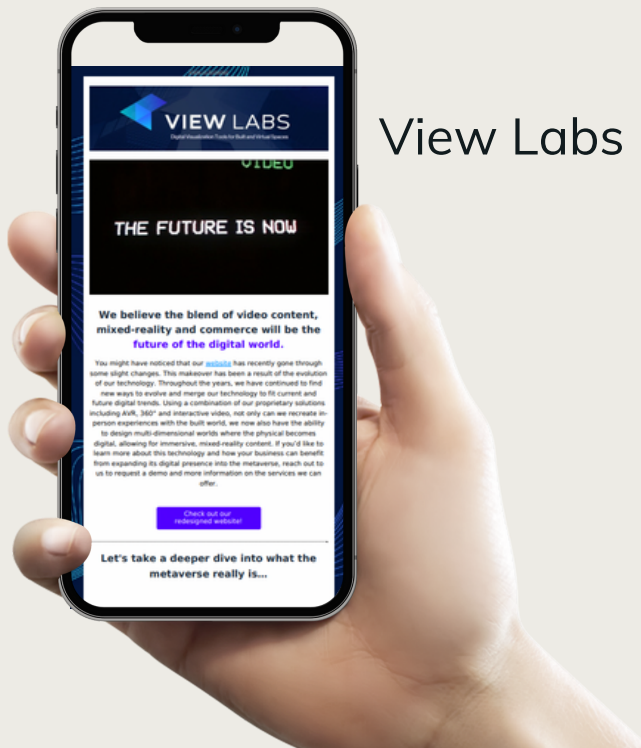 VIEW LABS
Digital Visualization Tools for Built and Virtual Spaces
View Labs
VIDEO
THE FUTURE IS NOW
We believe the blend of video content,
mixed-reality and commerce will be the
future of the digital world.
You might have noticed that our website has recently gone through
some slight changes. This makeover has been a result of the evolution
of our technology. Throughout the years, we have continued to find
new ways to evolve and merge our technology to fit current and
future digital trends. Using a combination of our proprietary solutions
including AVR, 360° and interactive video, not only can we recreate in-
person experiences with the built world, we now also have the ability
to design multi-dimensional worlds where the physical becomes
digital, allowing for immersive, mixed-reality content. If you'd like to
learn more about this technology and how your business can benefit
from expanding its digital presence into the metaverse, reach out to
us to request a demo and more information on the services we can
offer.
Check out our
redesigned website!
Let's take a deeper dive into what the
metaverse really is...